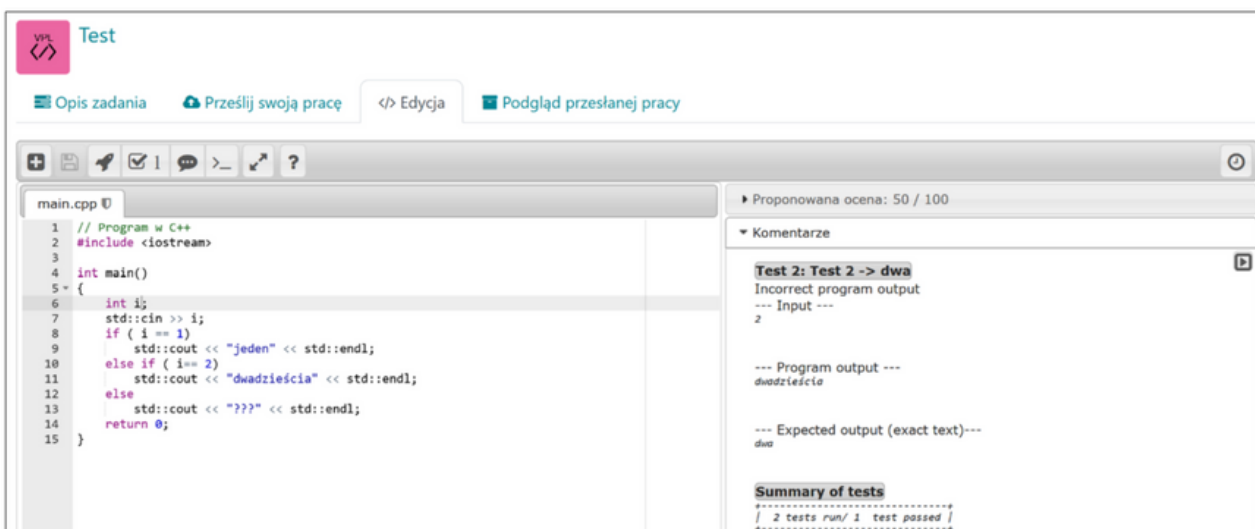 VPL
</>
Test
Opis zadania Prześlij swoją pracę </> Edycja Podgląd przesłanej pracy
1 >_ ?
main.cpp
1 // Program w C++
2 #include <iostream>
3
4 int main()
5 {
6 int i;
7 std::cin >> i;
8 if ( i == 1)
9 std::cout << "jeden" << std::endl;
10 else if ( i== 2)
11 std::cout << "dwadzieścia" << std::endl;
12 else
13 std::cout << "???" << std::endl;
14 return 0;
15 }
Proponowana ocena: 50 / 100
Komentarze
Test 2: Test 2 -> dwa
Incorrect program output
--- Input ---
2
--- Program output ---
dwadzieścia
--- Expected output (exact text)---
dwa
Summary of tests
+------------------------------+
| 2 tests run/ 1 test passed |
+------------------------------+